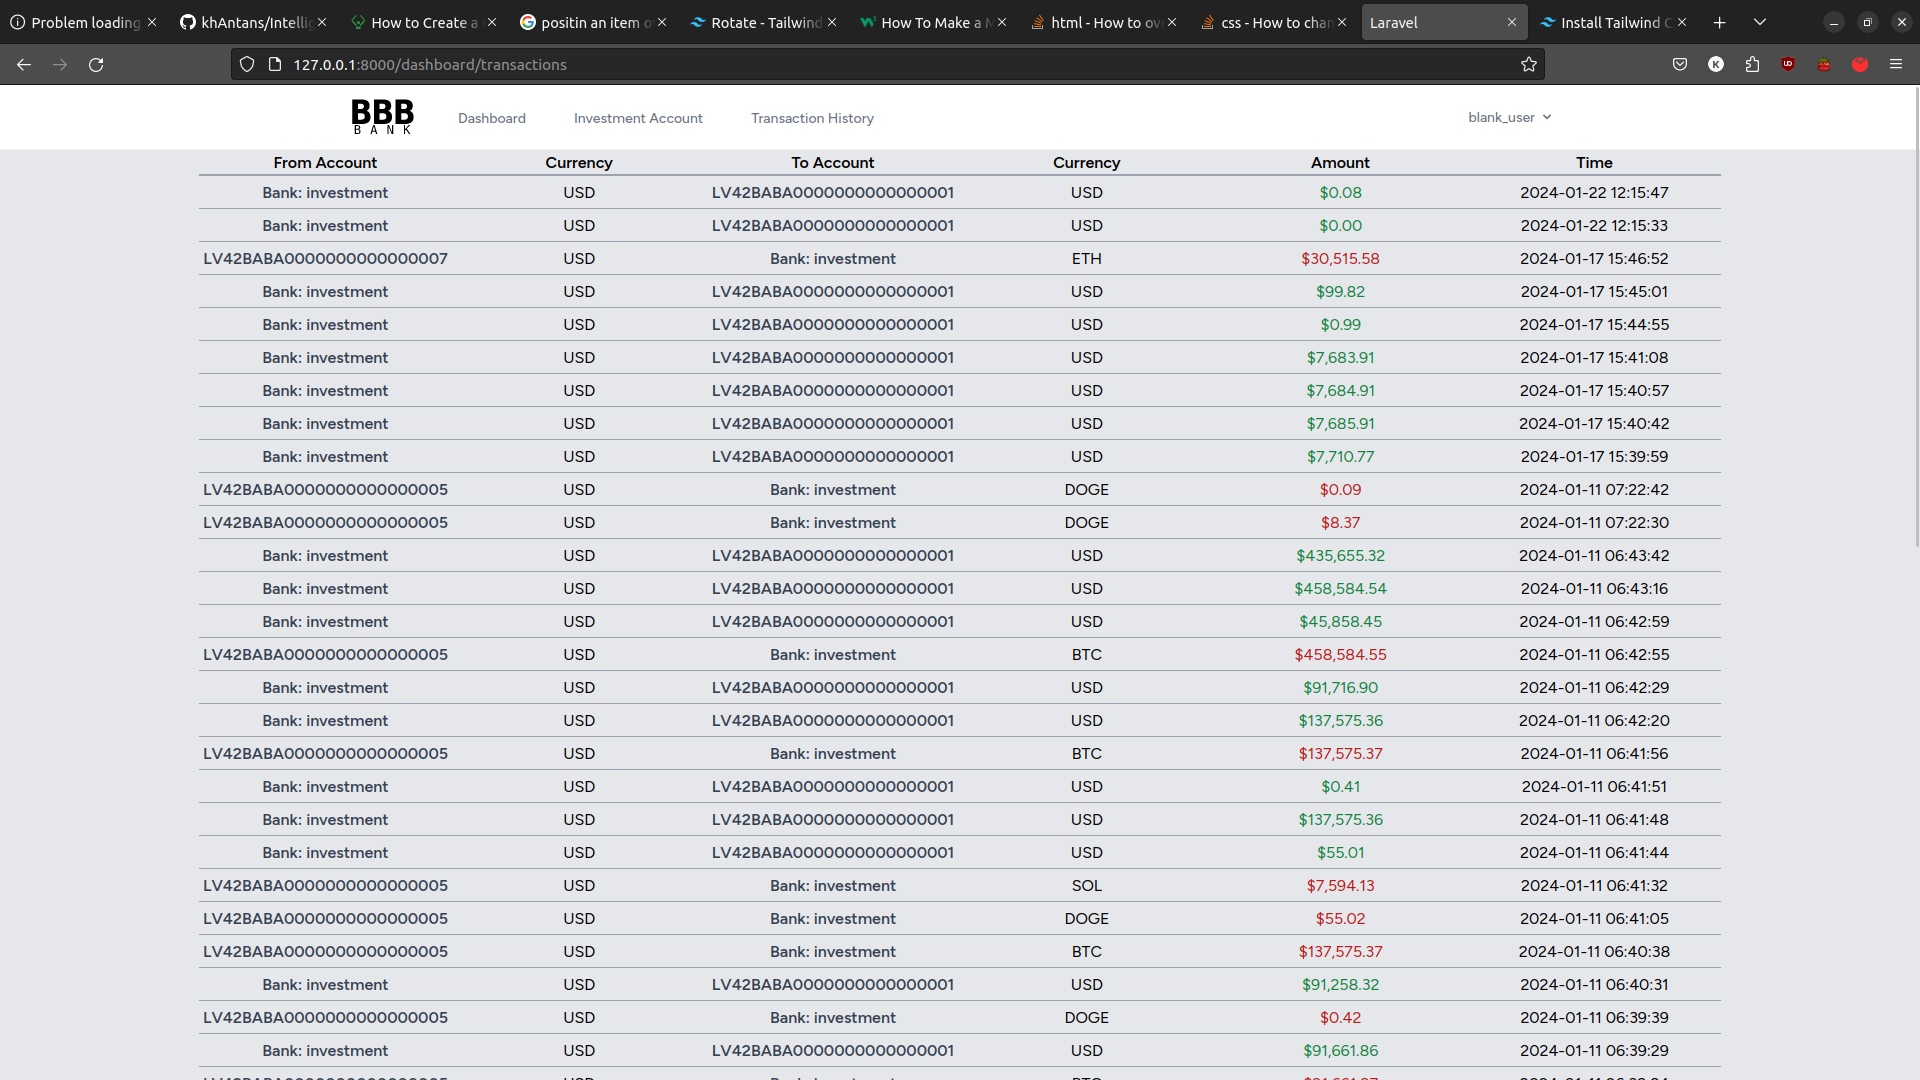 Problem loading khAntans/Intellig How to Create a positin an item o Rotate - Tailwind How To Make a M html - How to ove css - How to chan Laravel Install Tailwind C
127.0.0.1:8000/dashboard/transactions
BBB
BANK
Dashboard Investment Account Transaction History blank_user
From Account Currency To Account Currency Amount Time
Bank: investment USD LV42BABA0000000000000001 USD $0.08 2024-01-22 12:15:47
Bank: investment USD LV42BABA0000000000000001 USD $0.00 2024-01-22 12:15:33
LV42BABA0000000000000007 USD Bank: investment ETH $30,515.58 2024-01-17 15:46:52
Bank: investment USD LV42BABA0000000000000001 USD $99.82 2024-01-17 15:45:01
Bank: investment USD LV42BABA0000000000000001 USD $0.99 2024-01-17 15:44:55
Bank: investment USD LV42BABA0000000000000001 USD $7,683.91 2024-01-17 15:41:08
Bank: investment USD LV42BABA0000000000000001 USD $7,684.91 2024-01-17 15:40:57
Bank: investment USD LV42BABA0000000000000001 USD $7,685.91 2024-01-17 15:40:42
Bank: investment USD LV42BABA0000000000000001 USD $7,710.77 2024-01-17 15:39:59
LV42BABA0000000000000005 USD Bank: investment DOGE $0.09 2024-01-11 07:22:42
LV42BABA0000000000000005 USD Bank: investment DOGE $8.37 2024-01-11 07:22:30
Bank: investment USD LV42BABA0000000000000001 USD $435,655.32 2024-01-11 06:43:42
Bank: investment USD LV42BABA0000000000000001 USD $458,584.54 2024-01-11 06:43:16
Bank: investment USD LV42BABA0000000000000001 USD $45,858.45 2024-01-11 06:42:59
LV42BABA0000000000000005 USD Bank: investment BTC $458,584.55 2024-01-11 06:42:55
Bank: investment USD LV42BABA0000000000000001 USD $91,716.90 2024-01-11 06:42:29
Bank: investment USD LV42BABA0000000000000001 USD $137,575.36 2024-01-11 06:42:20
LV42BABA0000000000000005 USD Bank: investment BTC $137,575.37 2024-01-11 06:41:56
Bank: investment USD LV42BABA0000000000000001 USD $0.41 2024-01-11 06:41:51
Bank: investment USD LV42BABA0000000000000001 USD $137,575.36 2024-01-11 06:41:48
Bank: investment USD LV42BABA0000000000000001 USD $55.01 2024-01-11 06:41:44
LV42BABA0000000000000005 USD Bank: investment SOL $7,594.13 2024-01-11 06:41:32
LV42BABA0000000000000005 USD Bank: investment DOGE $55.02 2024-01-11 06:41:05
LV42BABA0000000000000005 USD Bank: investment BTC $137,575.37 2024-01-11 06:40:38
Bank: investment USD LV42BABA0000000000000001 USD $91,258.32 2024-01-11 06:40:31
LV42BABA0000000000000005 USD Bank: investment DOGE $0.42 2024-01-11 06:39:39
Bank: investment USD LV42BABA0000000000000001 USD $91,661.86 2024-01-11 06:39:29